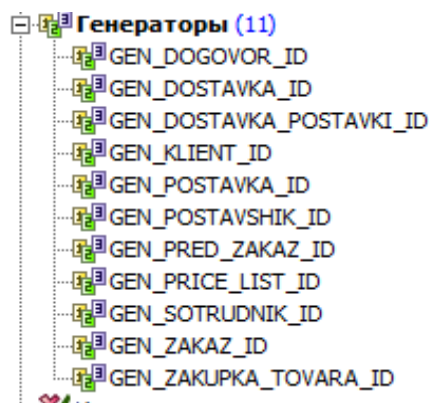 Генераторы (11)
GEN_DOGOVOR_ID
GEN_DOSTAVKA_ID
GEN_DOSTAVKA_POSTAVKI_ID
GEN_KLIENT_ID
GEN_POSTAVKA_ID
GEN_POSTAVSHIK_ID
GEN_PRED_ZAKAZ_ID
GEN_PRICE_LIST_ID
GEN_SOTRUDNIK_ID
GEN_ZAKAZ_ID
GEN_ZAKUPKA_TOVARA_ID